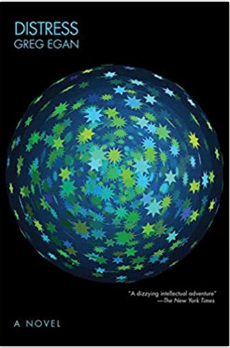 DISTRESS
GREG EGAN
"A dizzying intellectual adventure"
—The New York Times
A NOVEL